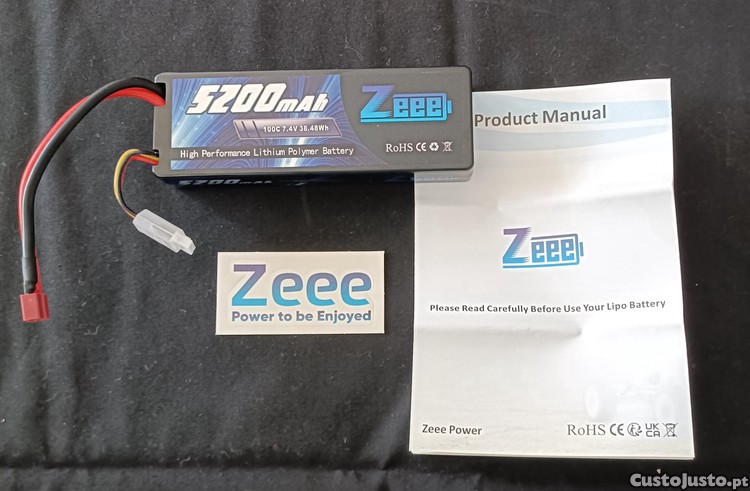 5200mAh
100C 7.4V 38.48Wh
High Performance Lithium Polymer Battery
Zeee
RoHS CE
5200mAh
Zeee
Power to be Enjoyed
Product Manual
Zeee
Please Read Carefully Before Use Your Lipo Battery
Zeee Power
RoHS CE UK CA
CustoJusto.pt